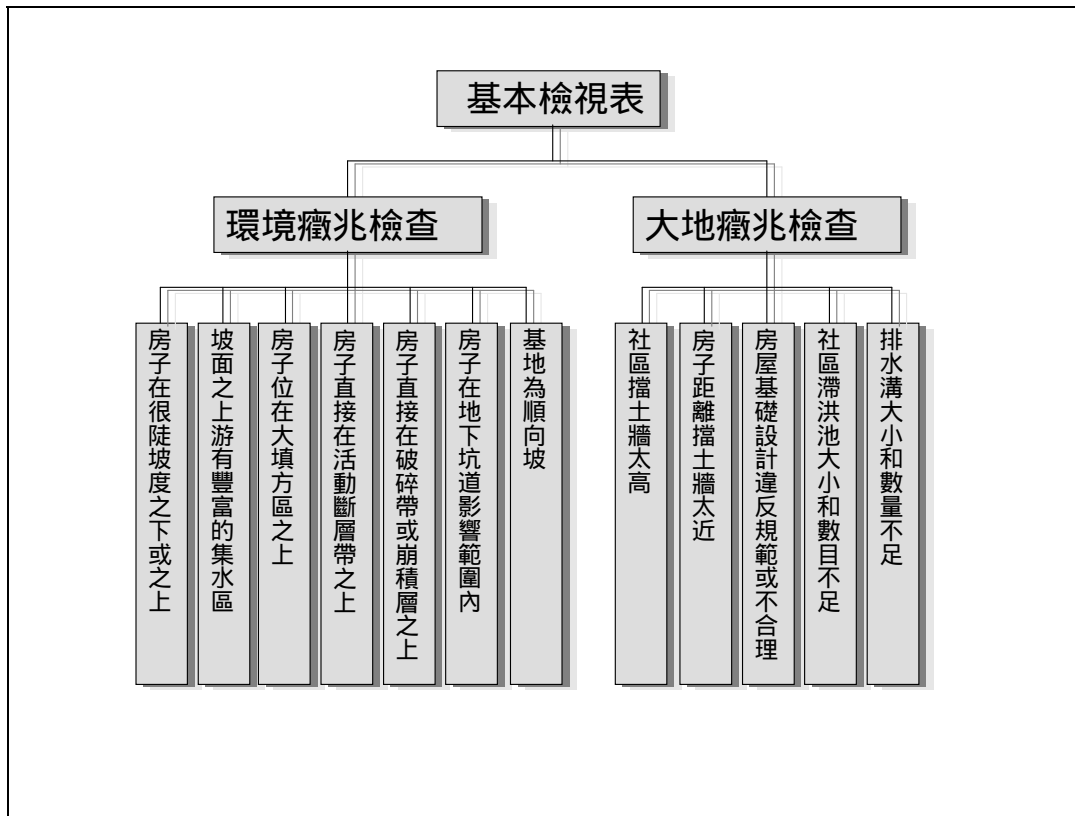 基本檢視表
環境癥兆檢查
大地癥兆檢查
房子在很陡坡度之下或之上
坡面之上游有豐富的集水區
房子位在大填方區之上
房子直接在活動斷層帶之上
房子直接在破碎帶或崩積層之上
房子在地下坑道影響範圍內
基地為順向坡
社區擋土牆太高
房子距離擋土牆太近
房屋基礎設計違反規範或不合理
社區滯洪池大小和數目不足
排水溝大小和數量不足